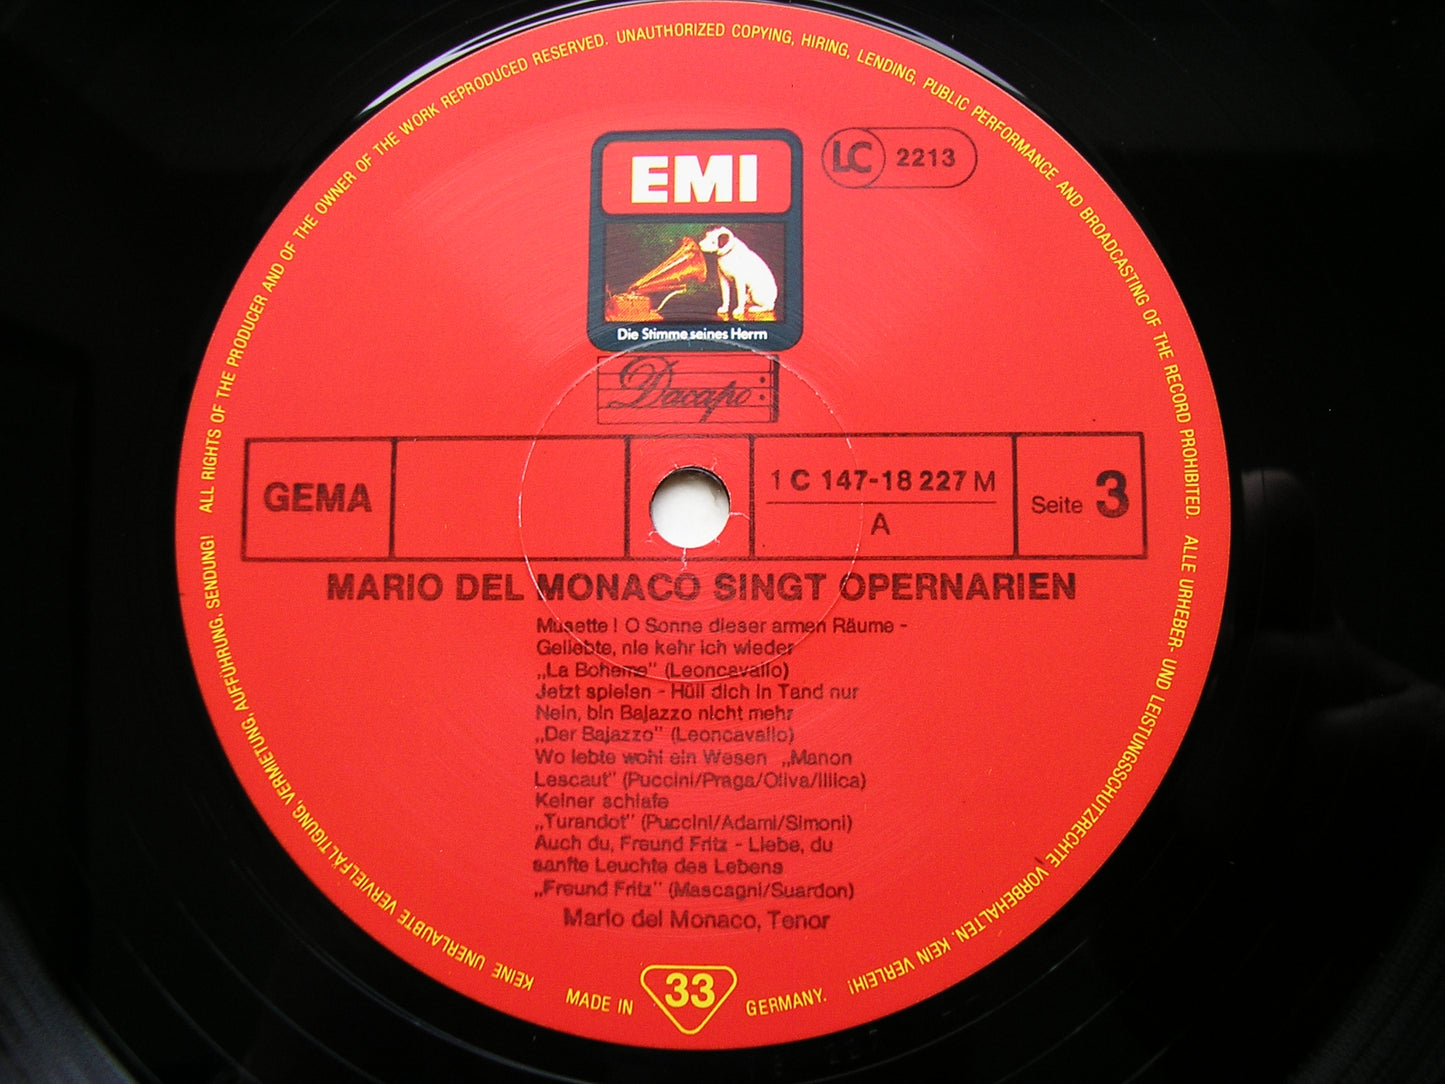 ALL RIGHTS OF THE PRODUCER AND OF THE OWNER OF THE WORK REPRODUCED RESERVED. UNAUTHORIZED COPYING, HIRING, LENDING, PUBLIC PERFORMANCE AND BROADCASTING OF THE RECORD PROHIBITED.
EMI
LC 2213
Die Stimme seines Herrn
Dacapo
GEMA
1 C 147-18 227 M
A
Seite 3
MARIO DEL MONACO SINGT OPERNARIEN
Musette! O Sonne dieser armen Räume -
Geliebte, nie kehr ich wieder
„La Boheme" (Leoncavallo)
Jetzt spielen - Hüll dich in Tand nur
Nein, bin Bajazzo nicht mehr
„Der Bajazzo" (Leoncavallo)
Wo lebte wohl ein Wesen „Manon
Lescaut" (Puccini/Praga/Oliva/Illica)
Keiner schlafe
„Turandot" (Puccini/Adami/Simoni)
Auch du, Freund Fritz - Liebe, du
sanfte Leuchte des Lebens
„Freund Fritz" (Mascagni/Suardon)
Mario del Monaco, Tenor
ALLE URHEBER- UND LEISTUNGSSCHUTZRECHTE VORBEHALTEN. KEIN VERLEIH! KEINE UNERLAUBTE VERVIELFÄLTIGUNG, VERMIETUNG, AUFFÜHRUNG, SENDUNG!
MADE IN 33 GERMANY.